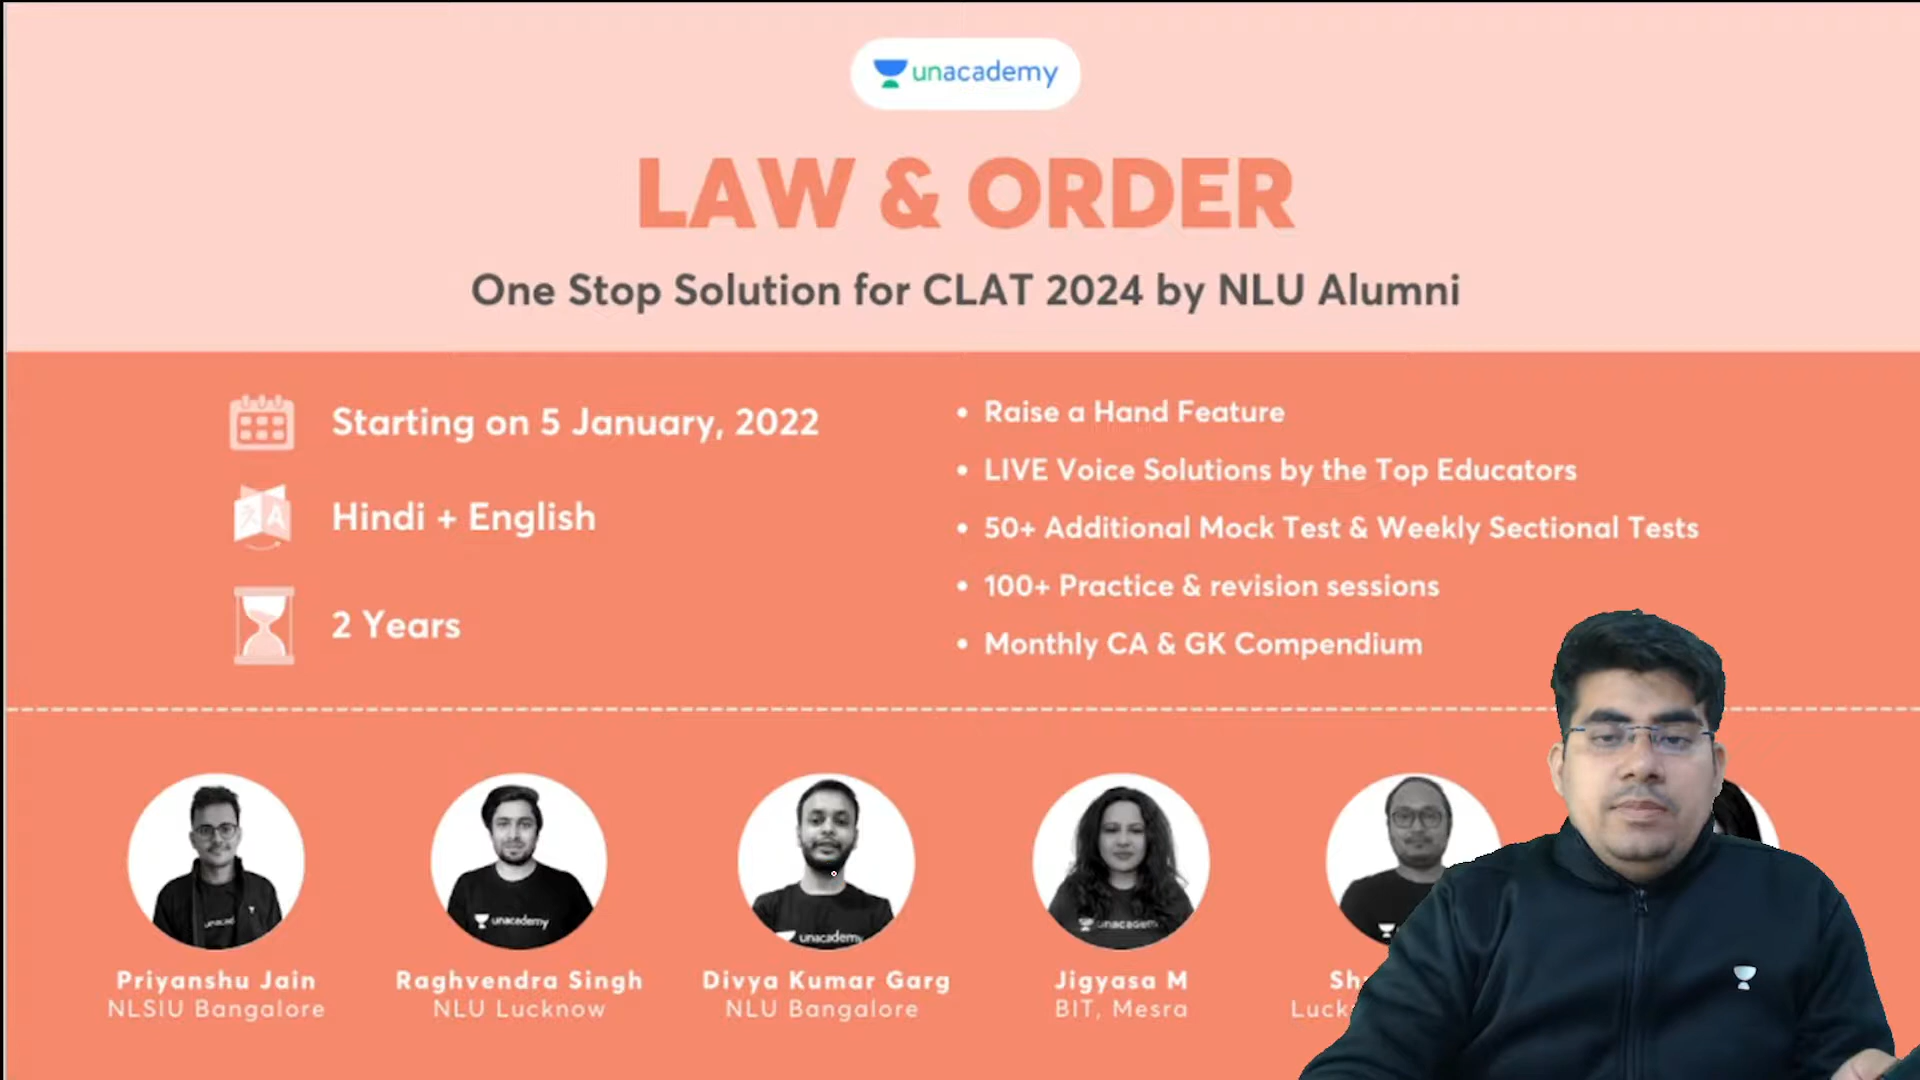 unacademy
LAW & ORDER
One Stop Solution for CLAT 2024 by NLU Alumni
Starting on 5 January, 2022
Hindi + English
2 Years
• Raise a Hand Feature
• LIVE Voice Solutions by the Top Educators
• 50+ Additional Mock Test & Weekly Sectional Tests
• 100+ Practice & revision sessions
• Monthly CA & GK Compendium
unacademy
unacademy
unacademy
Priyanshu Jain
NLSIU Bangalore
Raghvendra Singh
NLU Lucknow
Divya Kumar Garg
NLU Bangalore
Jigyasa M
BIT, Mesra